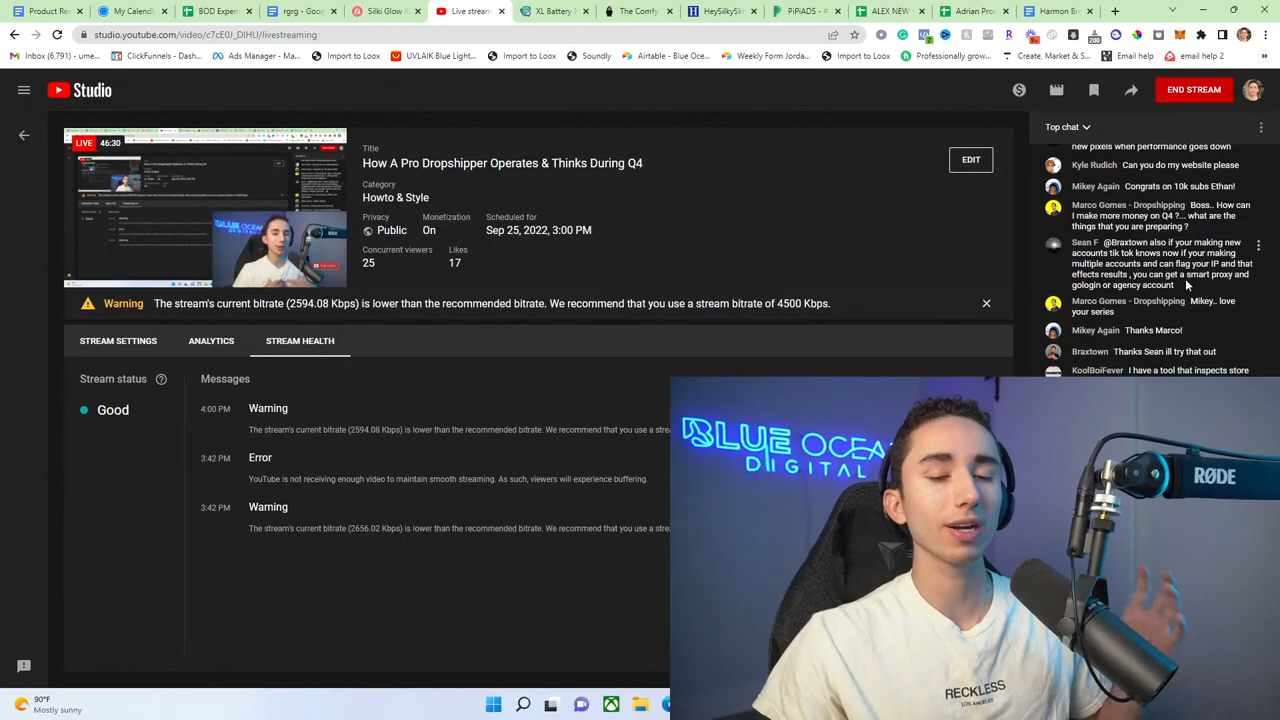 Product Res
My Calend
BOD Expen
rgrg - Goog
Silki Glow II
Live stream
XL Battery
The Comfy
HeySilkySk
PiPiADS - #
ALEX NEW
Adrian Pro
Harmon Br
studio.youtube.com/video/c7cE0J_DIHU/livestreaming
Inbox (6,791) - ume...
ClickFunnels - Dash...
Ads Manager - Ma...
Import to Loox
UVLAIK Blue Light...
Import to Loox
Soundly
Airtable - Blue Oce...
Weekly Form Jorda...
Import to Loox
Professionally grow...
Create, Market & S...
Email help
email help 2
Studio
END STREAM
LIVE 46:30
Title
How A Pro Dropshipper Operates & Thinks During Q4
EDIT
Category
Howto & Style
Privacy Monetization Scheduled for
Public On Sep 25, 2022, 3:00 PM
Concurrent viewers Likes
25 17
Warning The stream's current bitrate (2594.08 Kbps) is lower than the recommended bitrate. We recommend that you use a stream bitrate of 4500 Kbps.
STREAM SETTINGS ANALYTICS STREAM HEALTH
Stream status Messages
Good
4:00 PM Warning
The stream's current bitrate (2594.08 Kbps) is lower than the recommended bitrate. We recommend that you use a strea
3:42 PM Error
YouTube is not receiving enough video to maintain smooth streaming. As such, viewers will experience buffering.
3:42 PM Warning
The stream's current bitrate (2656.02 Kbps) is lower than the recommended bitrate. We recommend that you use a strea
Top chat
new pixels when performance goes down
Kyle Rudich Can you do my website please
Mikey Again Congrats on 10k subs Ethan!
Marco Gomes - Dropshipping Boss.. How can
I make more money on Q4 ?... what are the
things that you are preparing ?
Sean F @Braxtown also if your making new
accounts tik tok knows now if your making
multiple accounts and can flag your IP and that
effects results , you can get a smart proxy and
gologin or agency account
Marco Gomes - Dropshipping Mikey.. love
your series
Mikey Again Thanks Marco!
Braxtown Thanks Sean ill try that out
KoolBoiFever I have a tool that inspects store
BLUE OCEA
DIGITAL
RØDE
RECKLESS
LOS ANGELES
90°F
Mostly sunny